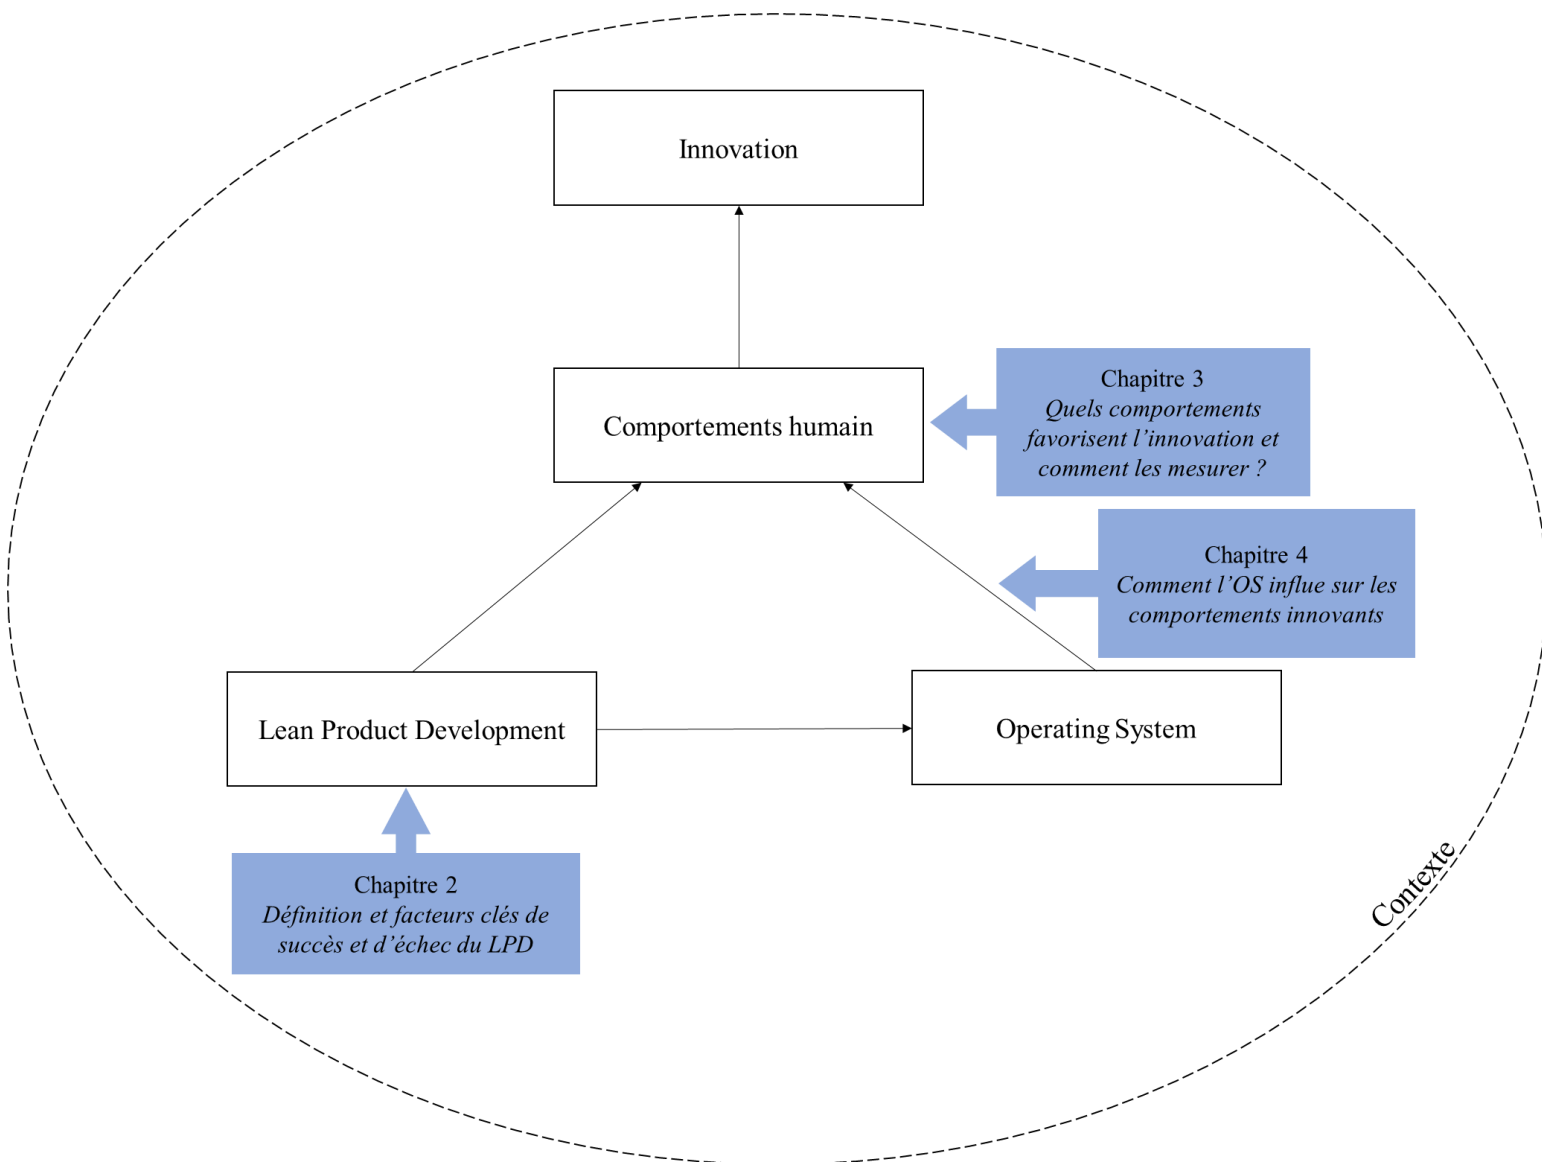 Innovation
Comportements humain
Chapitre 3
Quels comportements
favorisent l’innovation et
comment les mesurer ?
Chapitre 4
Comment l’OS influe sur les
comportements innovants
Lean Product Development
Operating System
Chapitre 2
Définition et facteurs clés de
succès et d’échec du LPD
Contexte